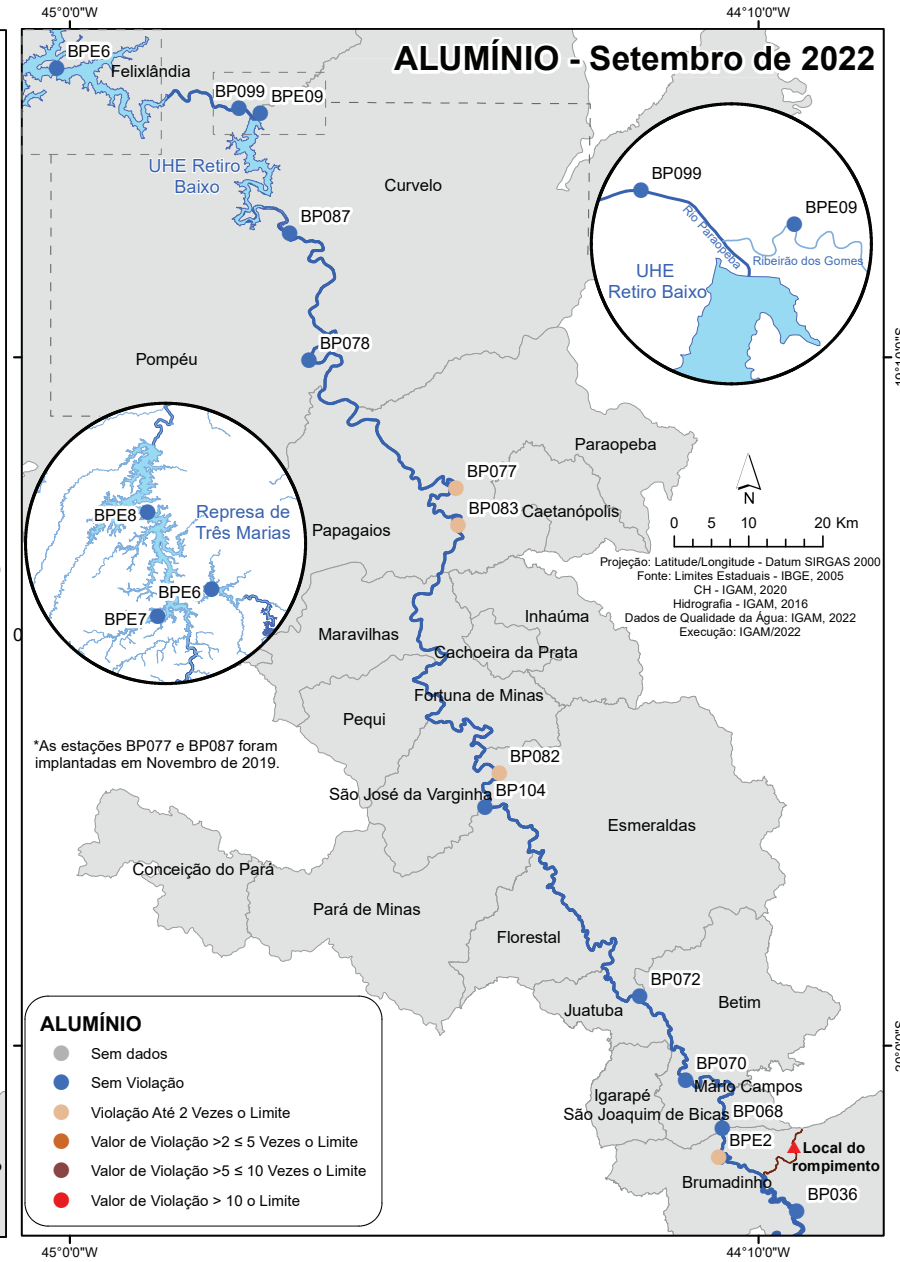 45°0'0"W
44°10'0"W
ALUMÍNIO - Setembro de 2022
BPE6
Felixlândia
BP099
BPE09
UHE Retiro
Baixo
Curvelo
BP087
BP099
BPE09
Rio Paraopeba
Ribeirão dos Gomes
UHE
Retiro Baixo
Pompéu
BP078
Paraopeba
BP077
BP083
Caetanópolis
Papagaios
N
0 5 10 20 Km
Projeção: Latitude/Longitude - Datum SIRGAS 2000
Fonte: Limites Estaduais - IBGE, 2005
CH - IGAM, 2020
Hidrografia - IGAM, 2016
Dados de Qualidade da Água: IGAM, 2022
Execução: IGAM/2022
BPE8
Represa de
Três Marias
BPE6
BPE7
Inhaúma
Maravilhas
Cachoeira da Prata
Fortuna de Minas
Pequi
*As estações BP077 e BP087 foram
implantadas em Novembro de 2019.
BP082
São José da Varginha
BP104
Esmeraldas
Conceição do Pará
Pará de Minas
Florestal
BP072
Betim
Juatuba
BP070
Mário Campos
Igarapé
São Joaquim de Bicas
BP068
BPE2
Local do
rompimento
Brumadinho
BP036
ALUMÍNIO
Sem dados
Sem Violação
Violação Até 2 Vezes o Limite
Valor de Violação >2 ≤ 5 Vezes o Limite
Valor de Violação >5 ≤ 10 Vezes o Limite
Valor de Violação > 10 o Limite
45°0'0"W
44°10'0"W